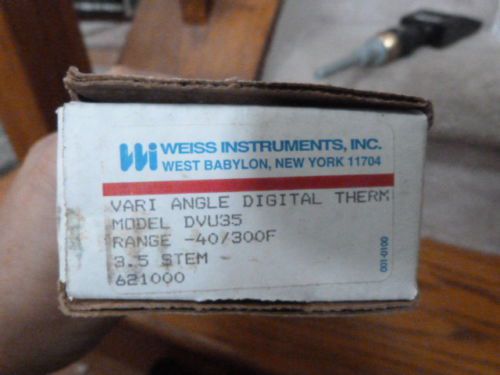 Wi WEISS INSTRUMENTS, INC.
WEST BABYLON, NEW YORK 11704
VARI ANGLE DIGITAL THERM
MODEL DVU35
RANGE -40/300F
3.5 STEM
621000
001-0100